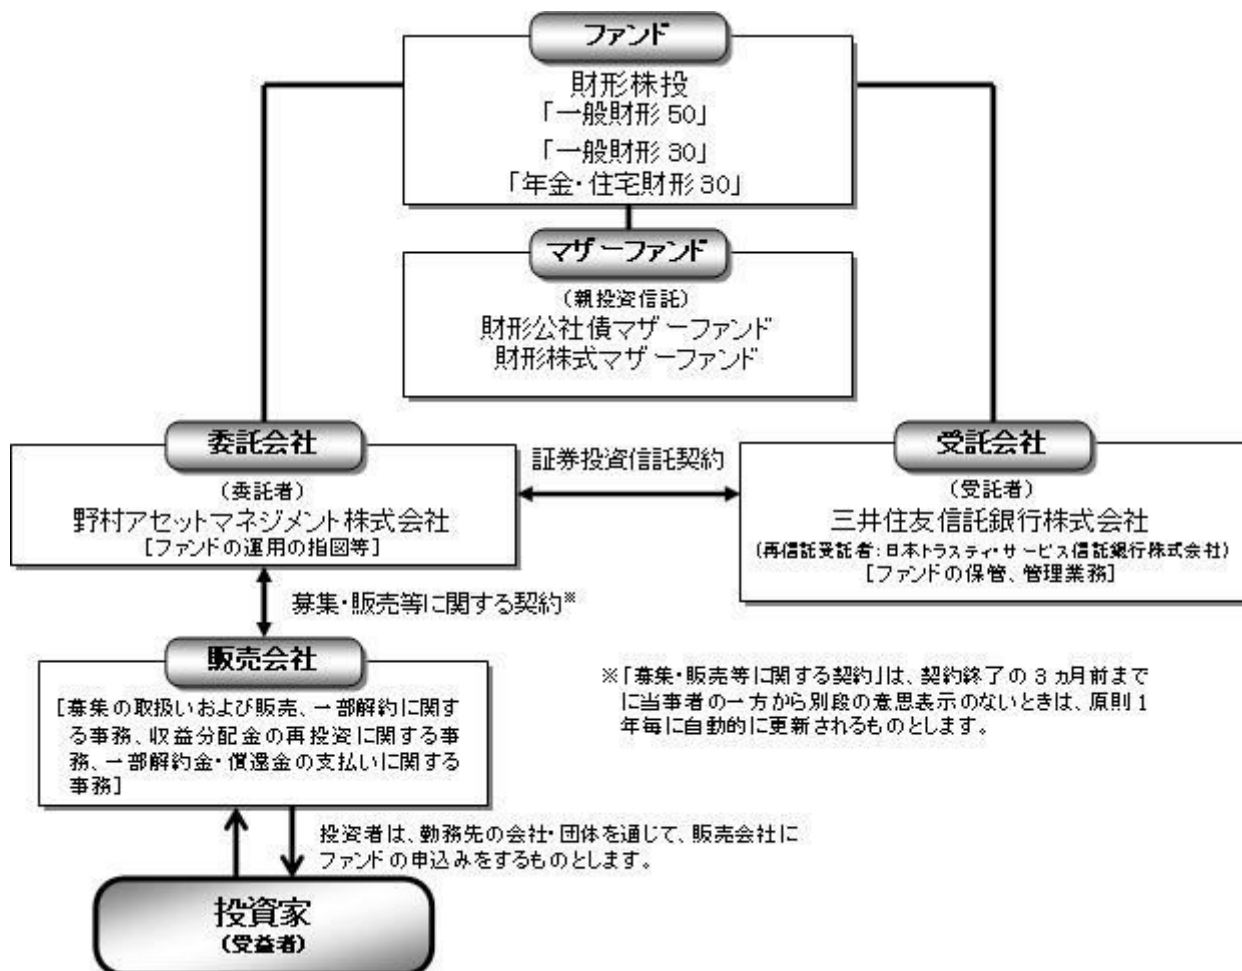 ファンド
財形株投
「一般財形50」
「一般財形30」
「年金・住宅財形30」
マザーファンド
（親投資信託）
財形公社債マザーファンド
財形株式マザーファンド
委託会社
（委託者）
野村アセットマネジメント株式会社
[ファンドの運用の指図等]
証券投資信託契約
受託会社
（受託者）
三井住友信託銀行株式会社
（再信託受託者：日本トラスティ・サービス信託銀行株式会社）
[ファンドの保管、管理業務]
募集・販売等に関する契約※
販売会社
[募集の取扱いおよび販売、一部解約に関す
る事務、収益分配金の再投資に関する事
務、一部解約金・償還金の支払いに関する
事務]
※「募集・販売等に関する契約」は、契約終了の3ヵ月前まで
に当事者の一方から別段の意思表示のないときは、原則1
年毎に自動的に更新されるものとします。
投資者は、勤務先の会社・団体を通じて、販売会社に
ファンドの申込みをするものとします。
投資家
（受益者）